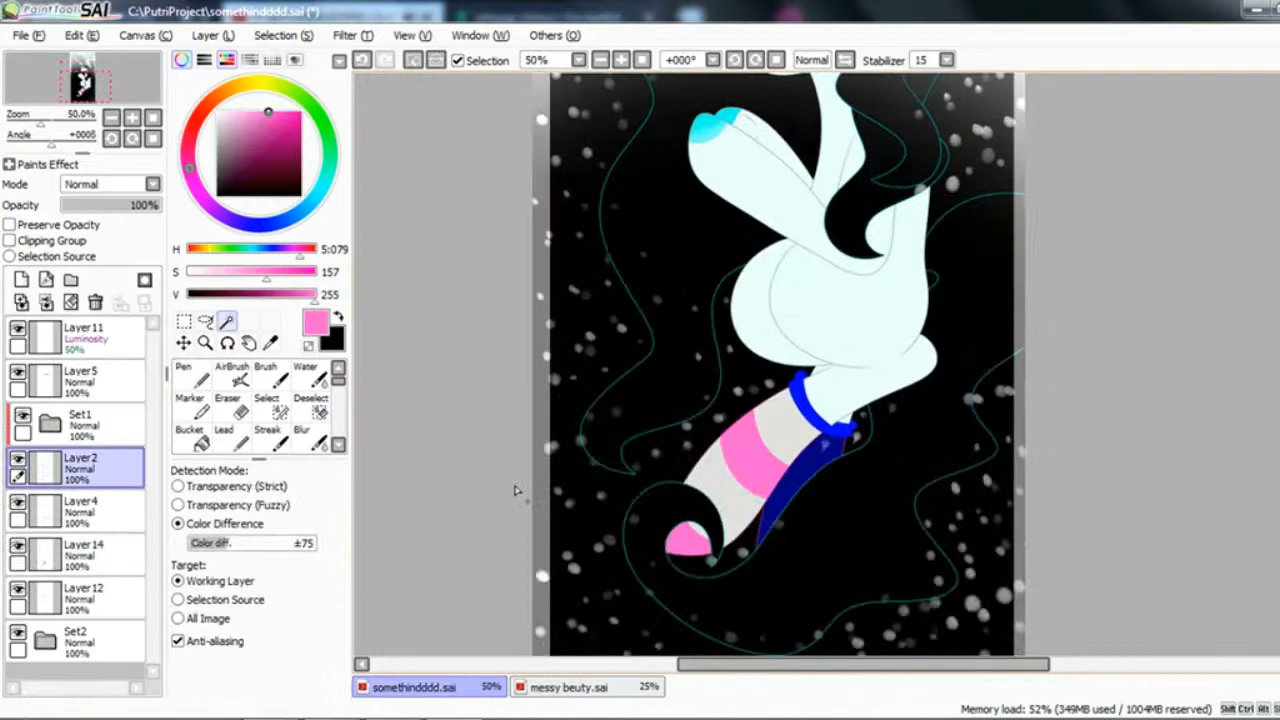 PaintTool SAI C:\PutriProject\somethindddd.sai (*)
File (F) Edit (E) Canvas (C) Layer (L) Selection (S) Filter (T) View (V) Window (W) Others (O)
Selection 50% +000° Normal Stabilizer 15
Zoom 50.0%
Angle
Paints Effect
Mode Normal
Opacity 100%
Preserve Opacity
Clipping Group
Selection Source
Layer11
Luminosity
50%
Layer5
Normal
100%
Set1
Normal
100%
Layer2
Normal
100%
Layer4
Normal
100%
Layer14
Normal
100%
Layer12
Normal
100%
Set2
Normal
100%
H 5:079
S 157
V 255
Pen AirBrush Brush Water
Marker Eraser Select Deselect
Bucket Lead Streak Blur
Detection Mode:
Transparency (Strict)
Transparency (Fuzzy)
Color Difference
Color diff. ±75
Target:
Working Layer
Selection Source
All Image
Anti-aliasing
somethindddd.sai 50% messy beuty.sai 25%
Memory load: 52% (349MB used / 1004MB reserved) Shift Ctrl Alt